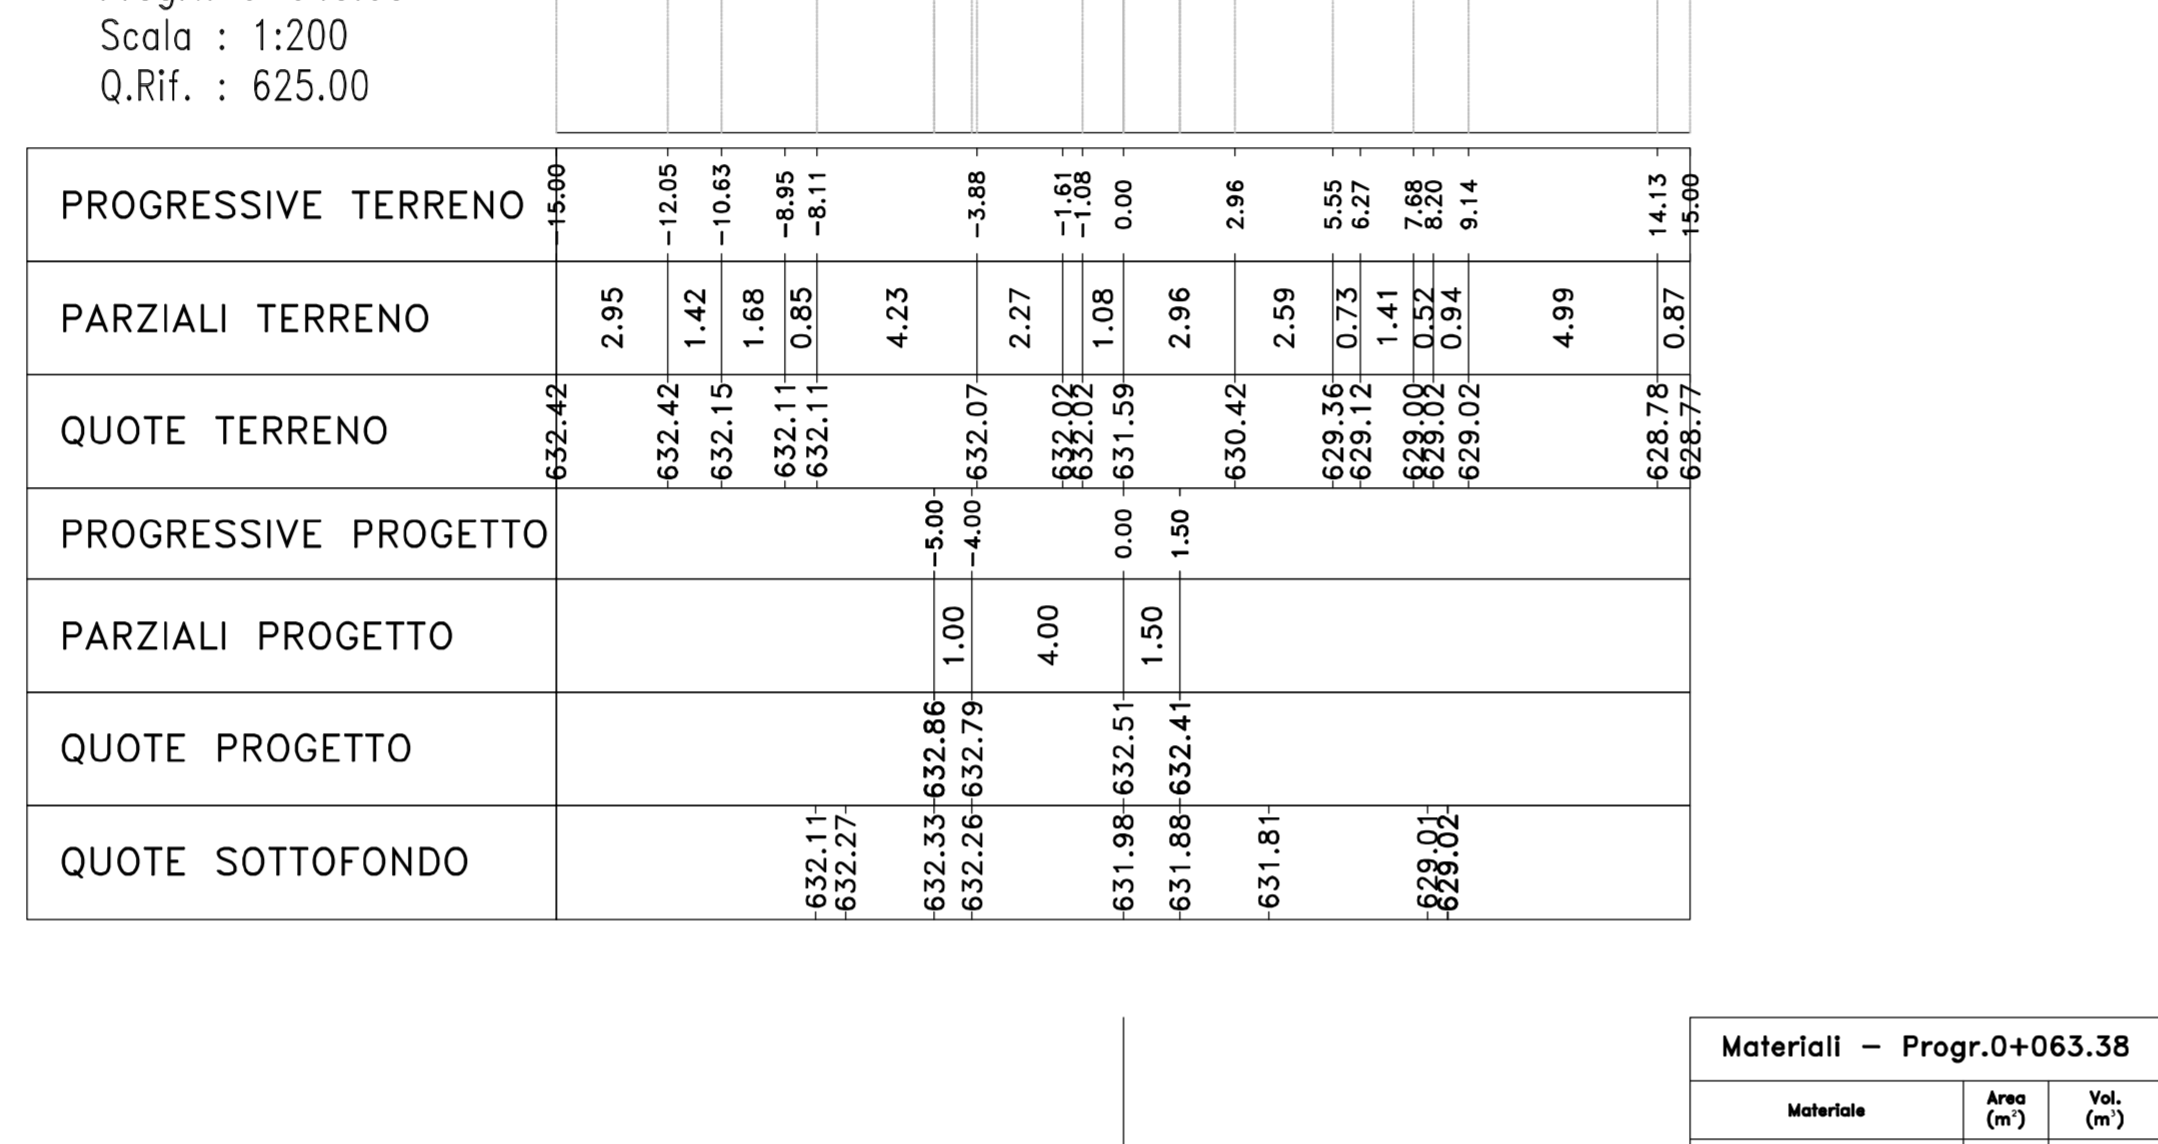 Scala : 1:200
Q.Rif. : 625.00
PROGRESSIVE TERRENO -15.00 -12.05 -10.63 -8.95 -8.11 -3.88 -1.61 -1.08 0.00 2.96 5.55 6.27 7.68 8.20 9.14 14.13 15.00
PARZIALI TERRENO 2.95 1.42 1.68 0.85 4.23 2.27 1.08 2.96 2.59 0.73 1.41 0.52 0.94 4.99 0.87
QUOTE TERRENO 632.42 632.42 632.15 632.11 632.11 632.07 632.02 632.02 631.59 630.42 629.36 629.12 629.00 629.02 629.02 628.78 628.77
PROGRESSIVE PROGETTO -5.00 -4.00 0.00 1.50
PARZIALI PROGETTO 1.00 4.00 1.50
QUOTE PROGETTO 632.86 632.79 632.51 632.41
QUOTE SOTTOFONDO 632.11 632.27 632.33 632.26 631.98 631.88 631.81 629.01 629.02
Materiali - Progr.0+063.38
Materiale Area (m²) Vol. (m³)